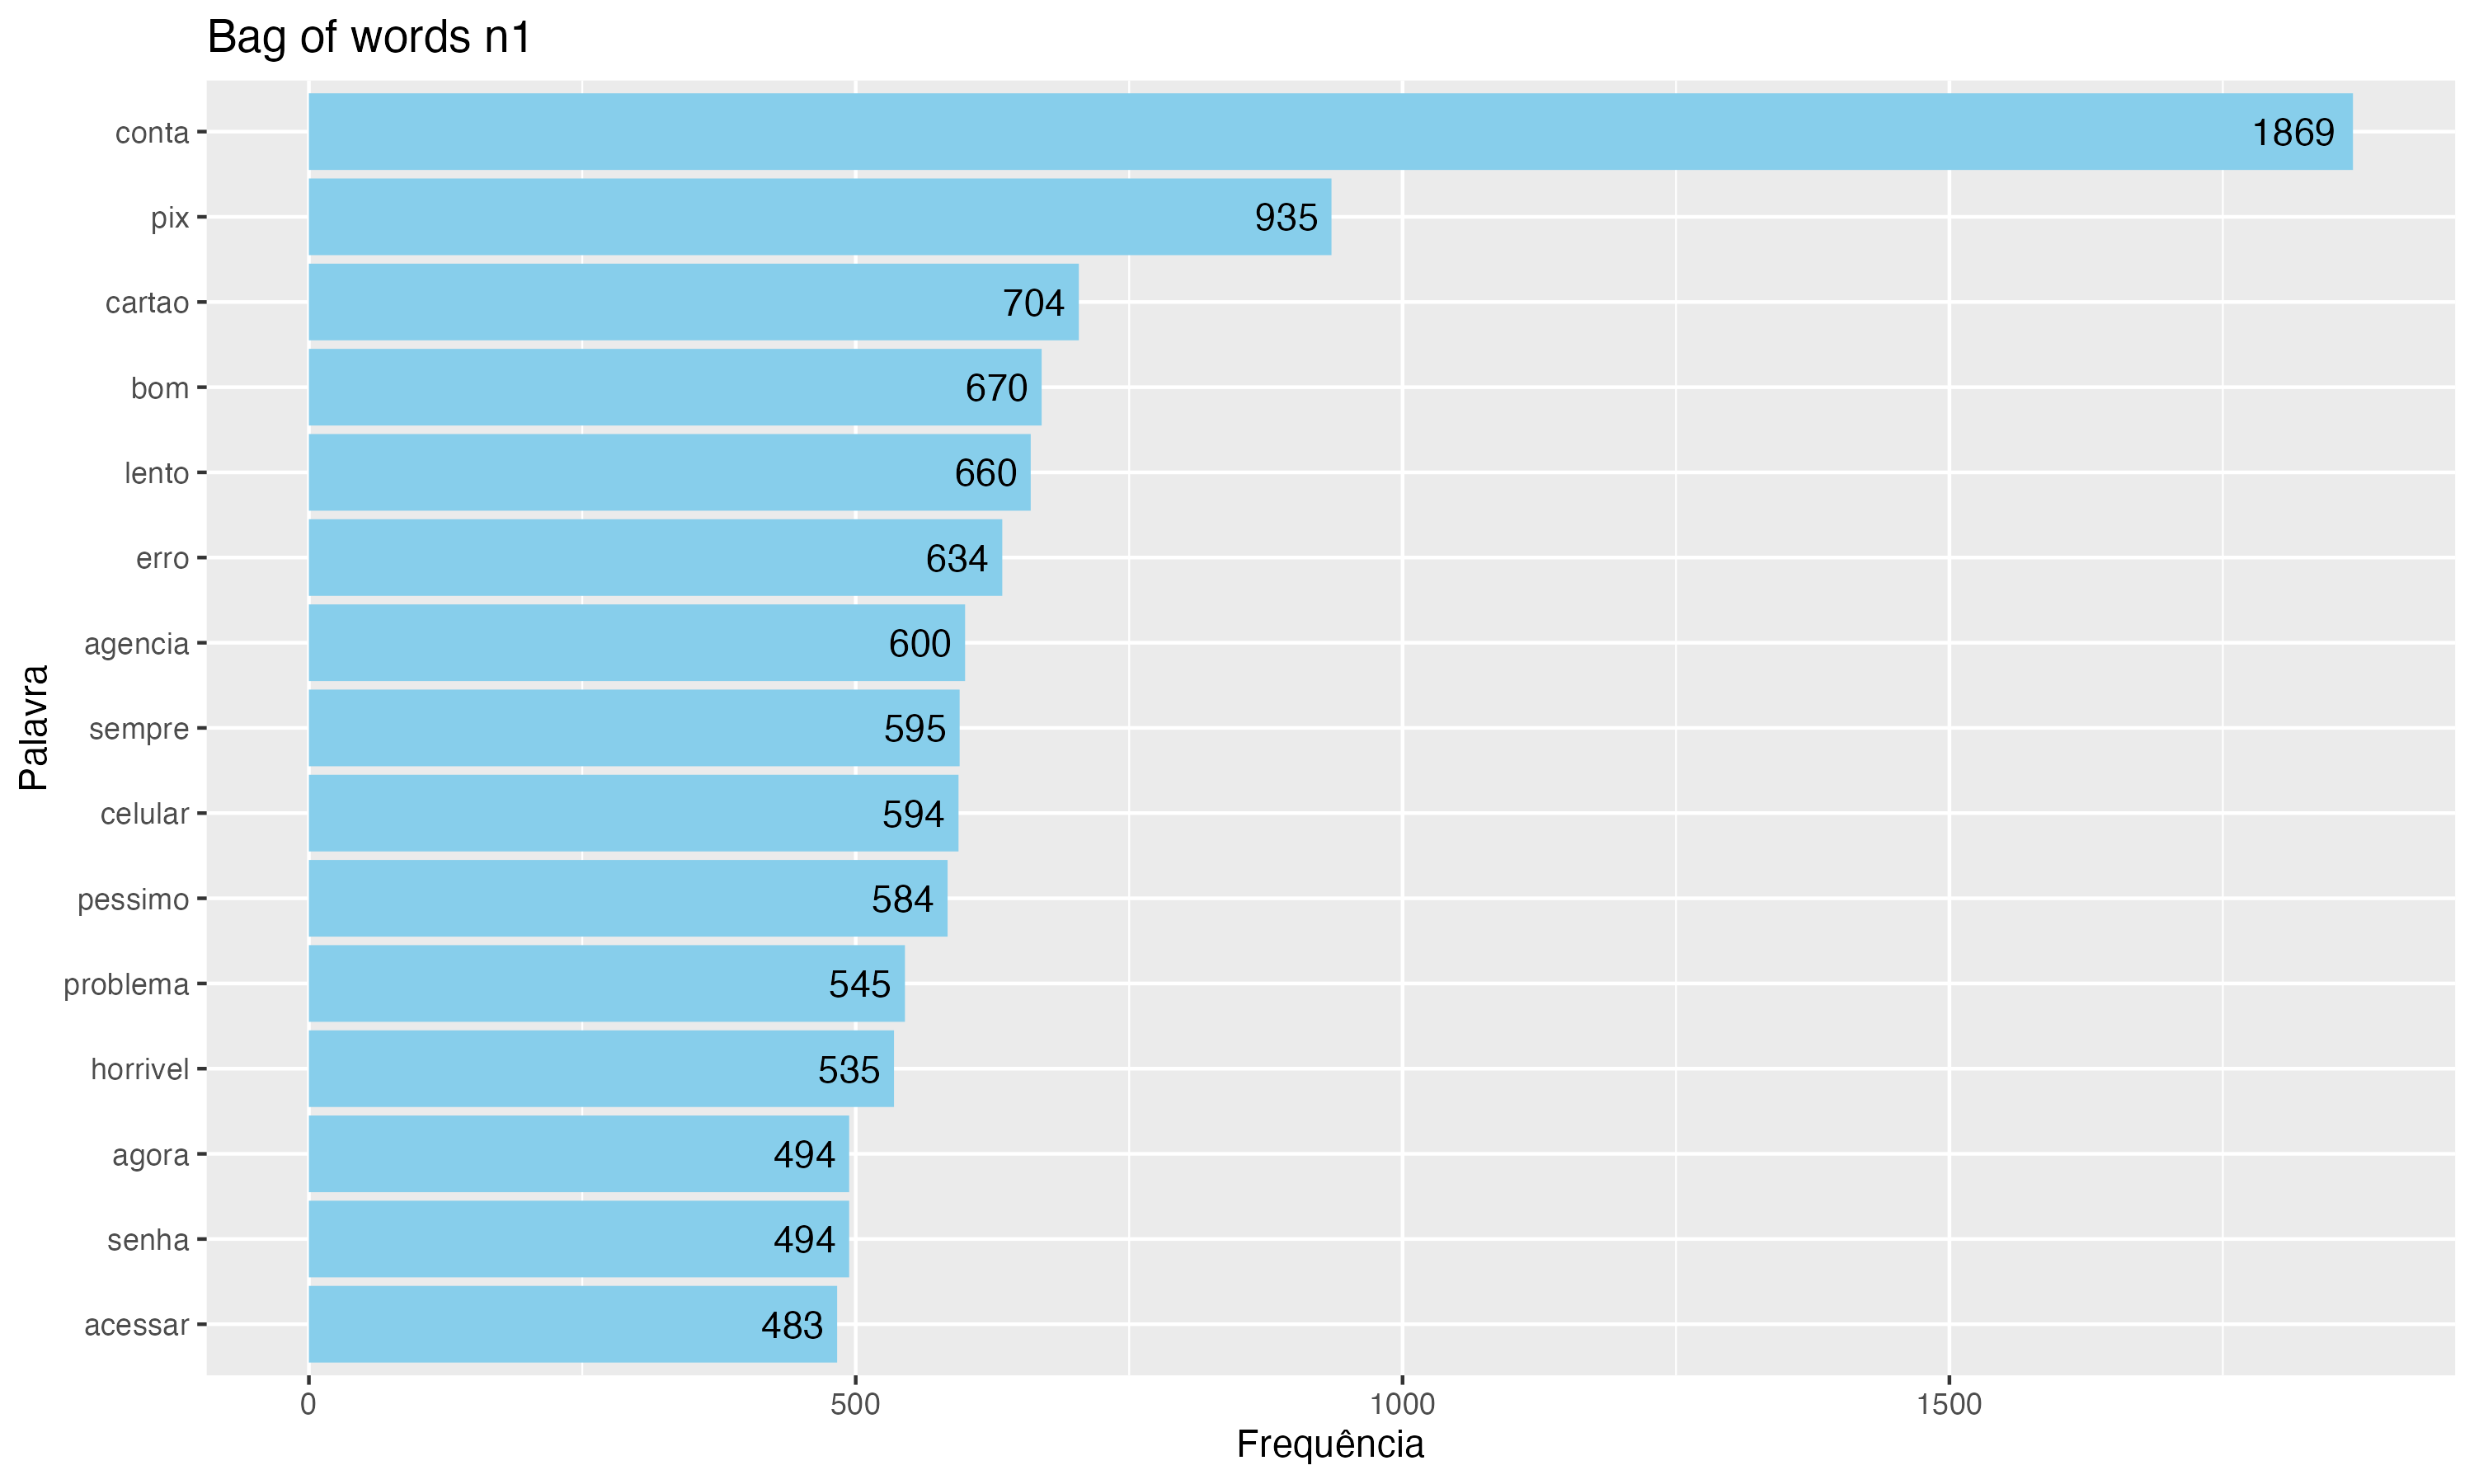 Bag of words n1
Palavra
conta 1869
pix 935
cartao 704
bom 670
lento 660
erro 634
agencia 600
sempre 595
celular 594
pessimo 584
problema 545
horrivel 535
agora 494
senha 494
acessar 483
0 500 1000 1500
Frequência